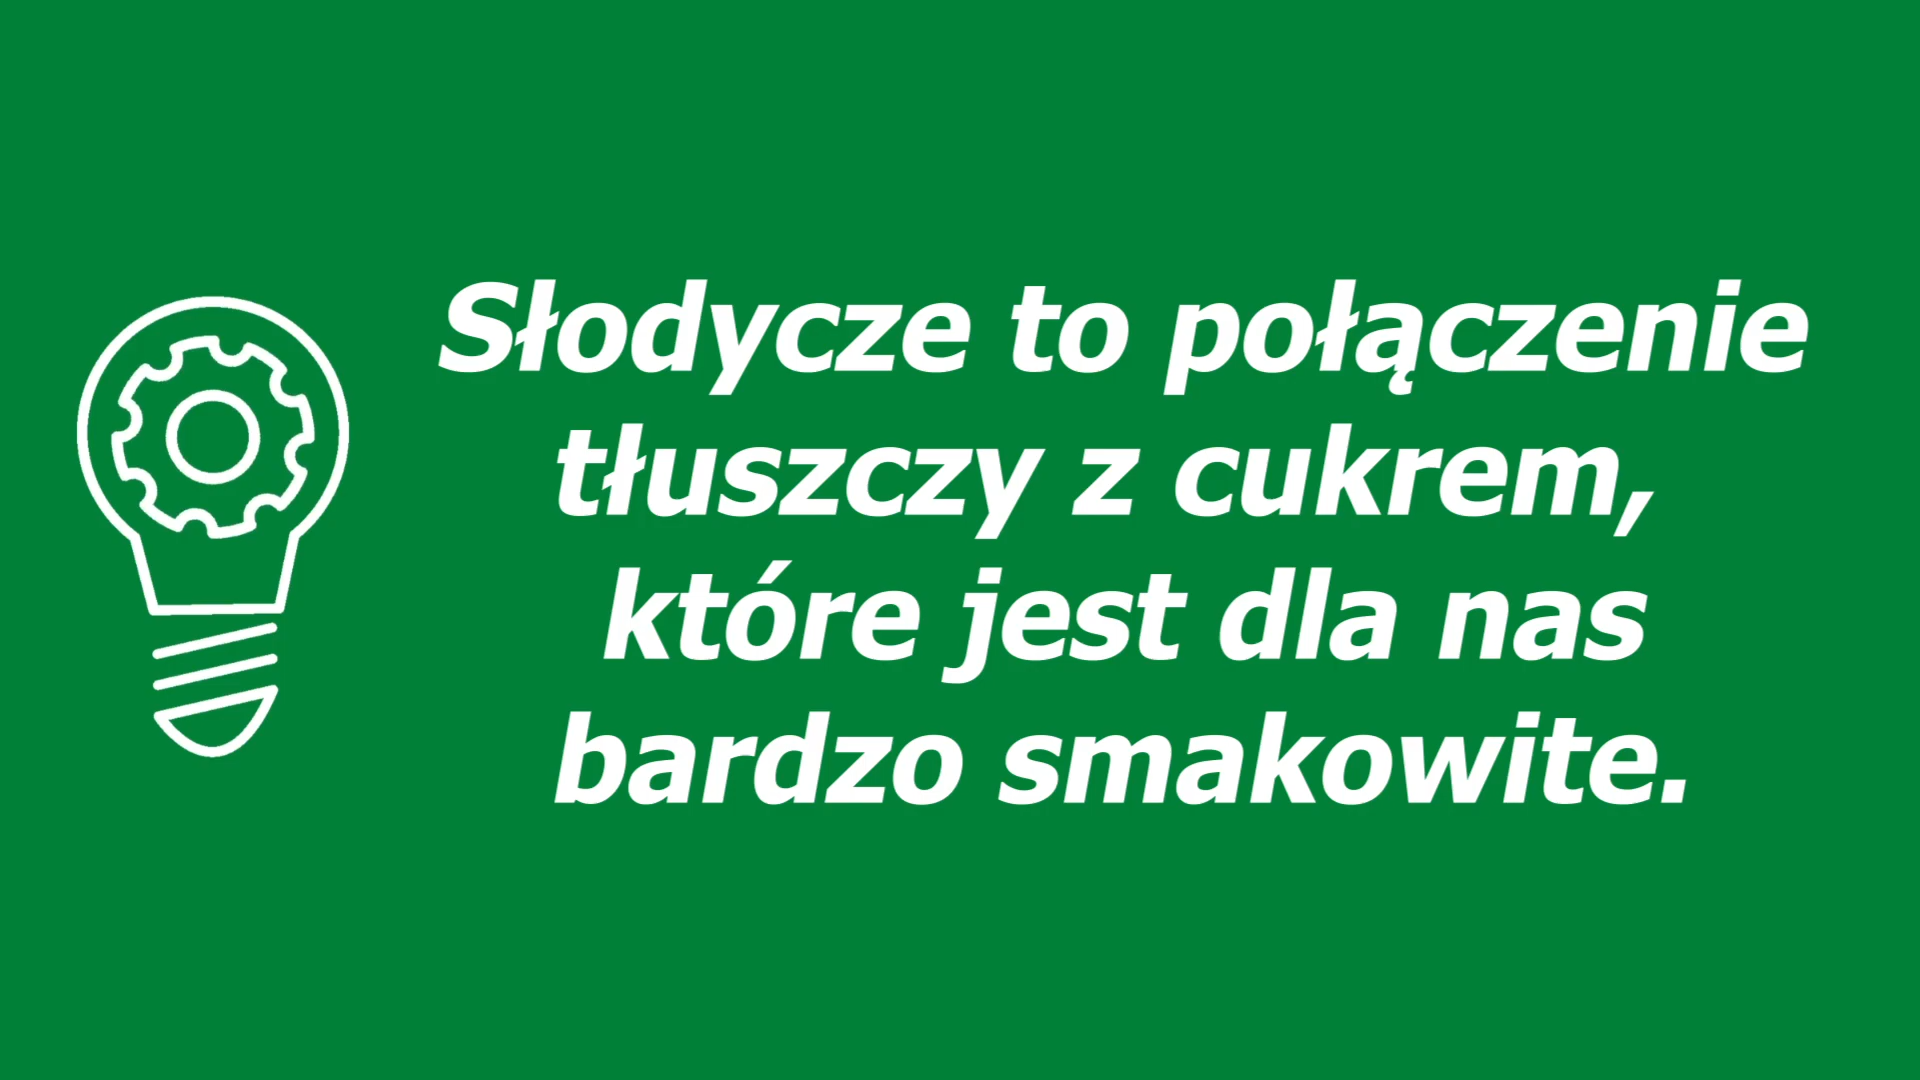 Słodycze to połączenie
tłuszczy z cukrem,
które jest dla nas
bardzo smakowite.